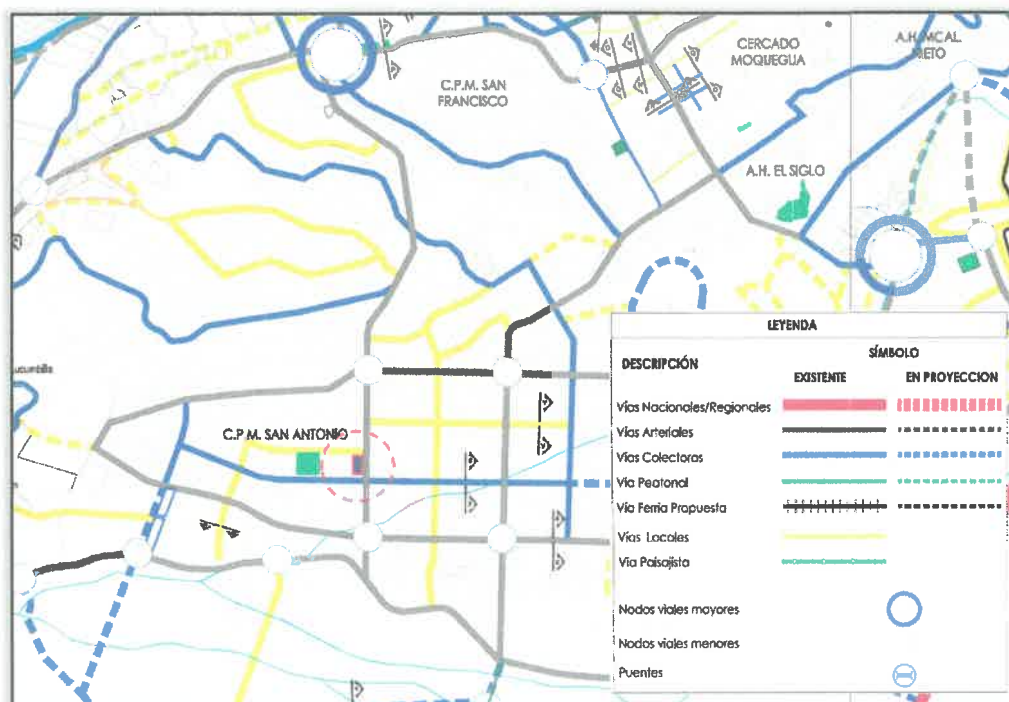 C.P.M. SAN
FRANCISCO
CERCADO
MOQUEGUA
A.H. MCAL.
NIETO
A.H. EL SIGLO
C.P.M. SAN ANTONIO
LEYENDA
DESCRIPCIÓN
SÍMBOLO
EXISTENTE
EN PROYECCION
Vías Nacionales/Regionales
Vías Arteriales
Vías Colectoras
Vía Peatonal
Vía Ferria Propuesta
Vías Locales
Vía Paisajista
Nodos viales mayores
Nodos viales menores
Puentes